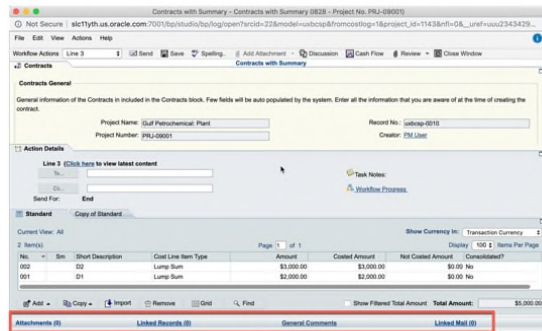 Contracts with Summary - Contracts with Summary 0828 - Project No. PRJ-09001)
Not Secure | slc11yth.us.oracle.com:7001/bp/studio/bp/log/open?srcid=22&model=uxbcsp&fromcostlog=1&project_id=1143&nfl=0&_uref=uuu2343429...
File Edit View Actions Help
Workflow Actions Line 3 Send Save Spelling.. Add Attachment Discussion Cash Flow Review Close Window
Contracts Contracts with Summary
Contracts General
General information of the Contracts in included in the Contracts block. Few fields will be auto populated by the system. Enter all the information that you are aware of at the time of creating the
contract.
Project Name: Gulf Petrochemical: Plant Record No.: uxbcsp-0010
Project Number: PRJ-09001 Creator: PM User
Action Details
Line 3 (Click here to view latest content
To... Task Notes:
Cc... Workflow Progress
Send For: End
Standard Copy of Standard
Current View: All Show Currency In: Transaction Currency
2 Item(s) Page 1 of 1 Display 100 Items Per Page
No. Sm Short Description Cost Line Item Type Amount Costed Amount Not Costed Amount Consolidated?
002 D2 Lump Sum $3,000.00 $3,000.00 $0.00 No
001 D1 Lump Sum $2,000.00 $2,000.00 $0.00 No
Add Copy Import Remove Grid Find Show Filtered Total Amount Total Amount: $5,000.00
Attachments (0) Linked Records (0) General Comments Linked Mail (0)